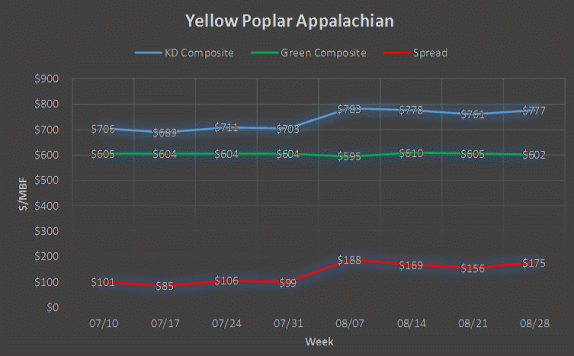 Yellow Poplar Appalachian
KD Composite Green Composite Spread
$900
$800
$700
$600
$500
$400
$300
$200
$100
$0
$/MBF
$706 $689 $711 $703 $783 $778 $761 $777
$605 $604 $604 $604 $595 $610 $605 $602
$101 $85 $106 $99 $188 $169 $156 $175
07/10 07/17 07/24 07/31 08/07 08/14 08/21 08/28
Week